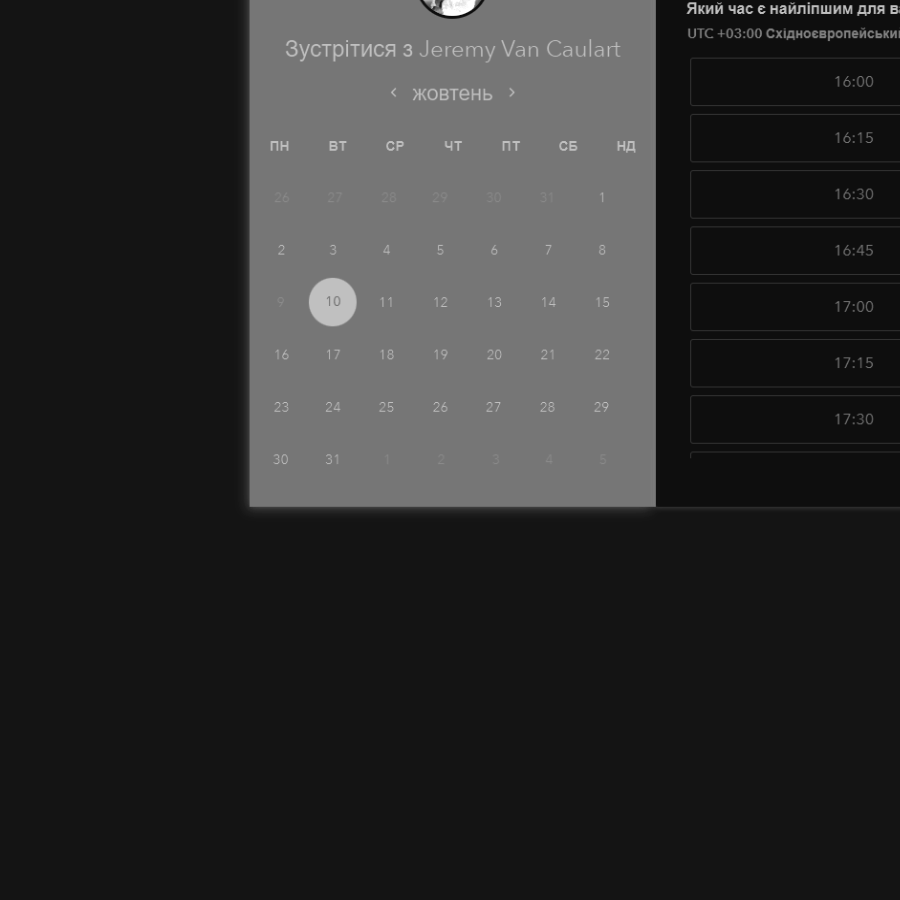 Зустрітися з Jeremy Van Caulart
жовтень
ПН ВТ СР ЧТ ПТ СБ НД
26 27 28 29 30 31 1
2 3 4 5 6 7 8
9 10 11 12 13 14 15
16 17 18 19 20 21 22
23 24 25 26 27 28 29
30 31 1 2 3 4 5
Який час є найліпшим для
UTC +03:00
16:00
16:15
16:30
16:45
17:00
17:15
17:30